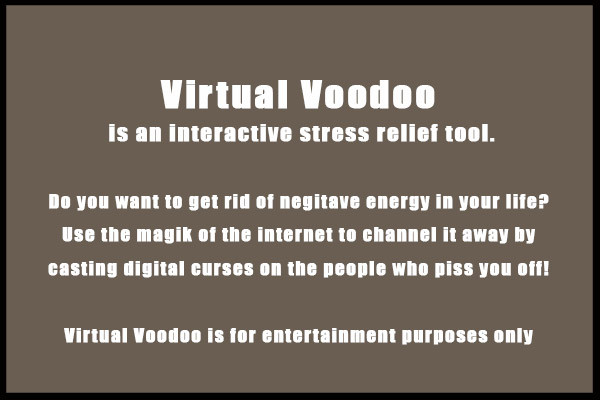 Virtual Voodoo
is an interactive stress relief tool.
Do you want to get rid of negitave energy in your life?
Use the magik of the internet to channel it away by
casting digital curses on the people who piss you off!
Virtual Voodoo is for entertainment purposes only